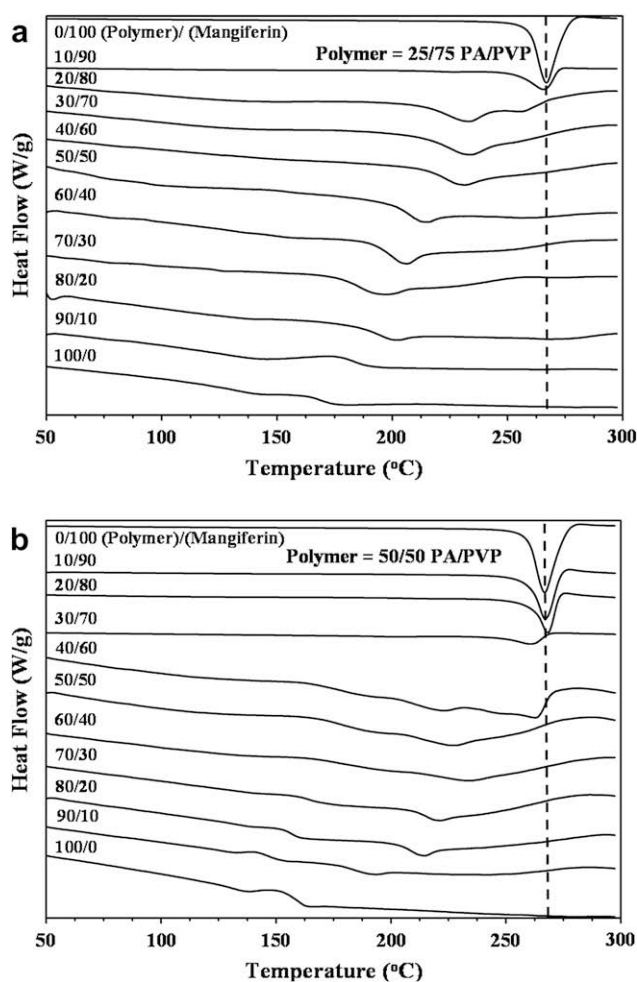 a
0/100 (Polymer)/ (Mangiferin)
Polymer = 25/75 PA/PVP
10/90
20/80
30/70
40/60
50/50
60/40
70/30
80/20
90/10
100/0
Heat Flow (W/g)
50 100 150 200 250 300
Temperature (°C)
b
0/100 (Polymer)/(Mangiferin)
Polymer = 50/50 PA/PVP
10/90
20/80
30/70
40/60
50/50
60/40
70/30
80/20
90/10
100/0
Heat Flow (W/g)
50 100 150 200 250 300
Temperature (°C)